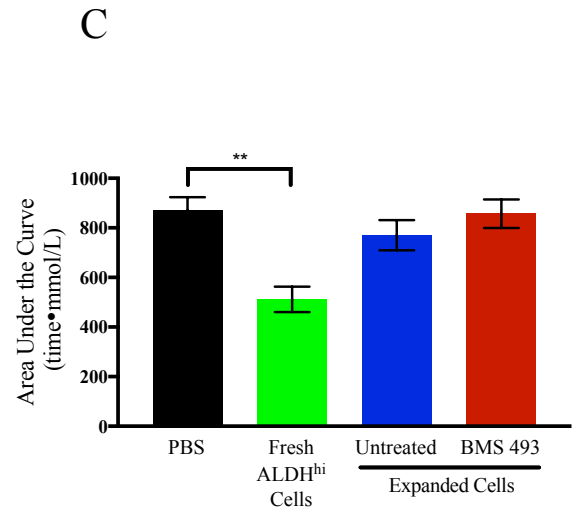 C
**
Area Under the Curve
(time•mmol/L)
1000
800
600
400
200
0
PBS
Fresh
ALDHhi
Cells
Untreated
BMS 493
Expanded Cells